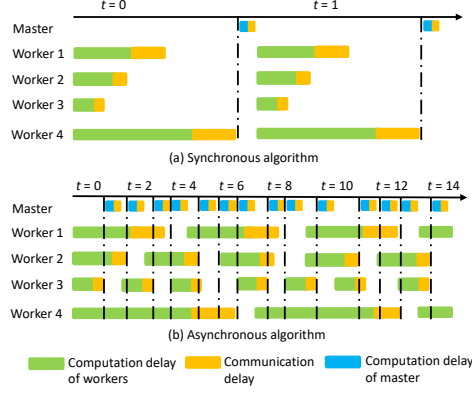 t = 0 t = 1
Master
Worker 1
Worker 2
Worker 3
Worker 4
(a) Synchronous algorithm
t = 0 t = 2 t = 4 t = 6 t = 8 t = 10 t = 12 t = 14
Master
Worker 1
Worker 2
Worker 3
Worker 4
(b) Asynchronous algorithm
Computation delay of workers
Communication delay
Computation delay of master